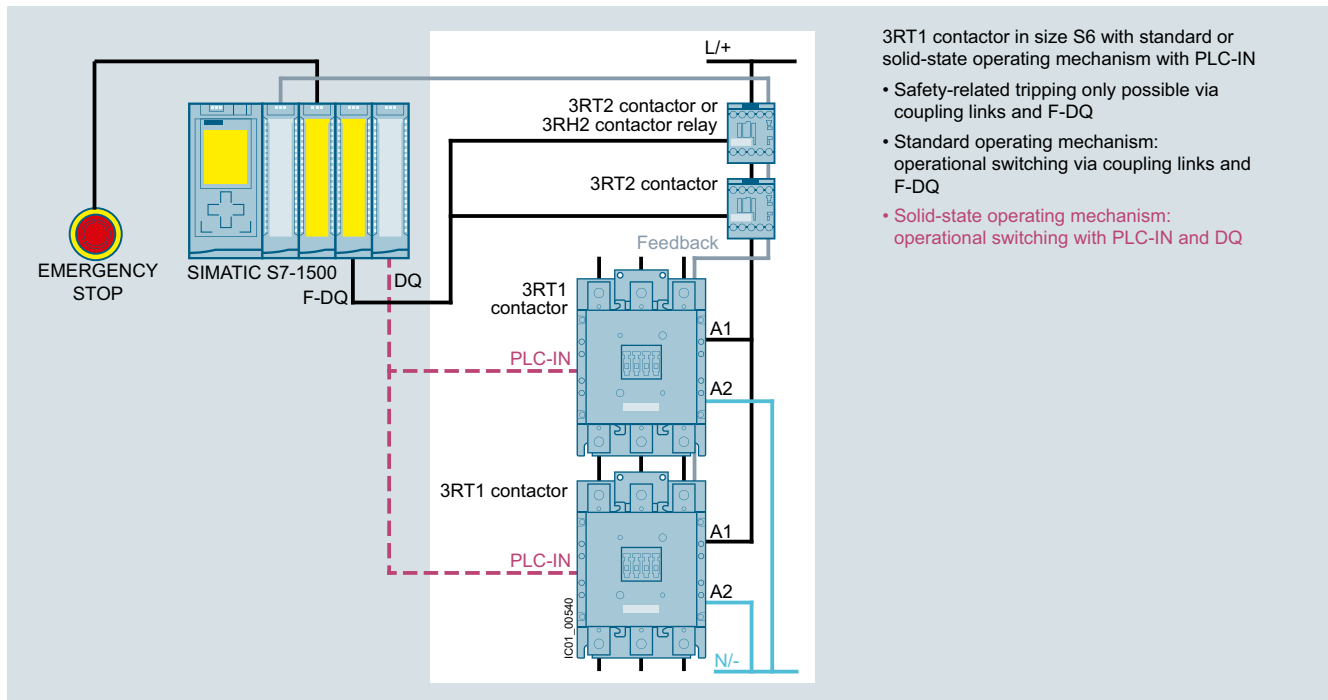 L/+
3RT2 contactor or
3RH2 contactor relay
3RT2 contactor
Feedback
EMERGENCY
STOP
SIMATIC S7-1500
F-DQ
DQ
3RT1
contactor
A1
PLC-IN
A2
3RT1 contactor
A1
PLC-IN
A2
IC01_00540
N/-
3RT1 contactor in size S6 with standard or
solid-state operating mechanism with PLC-IN
• Safety-related tripping only possible via
coupling links and F-DQ
• Standard operating mechanism:
operational switching via coupling links and
F-DQ
• Solid-state operating mechanism:
operational switching with PLC-IN and DQ